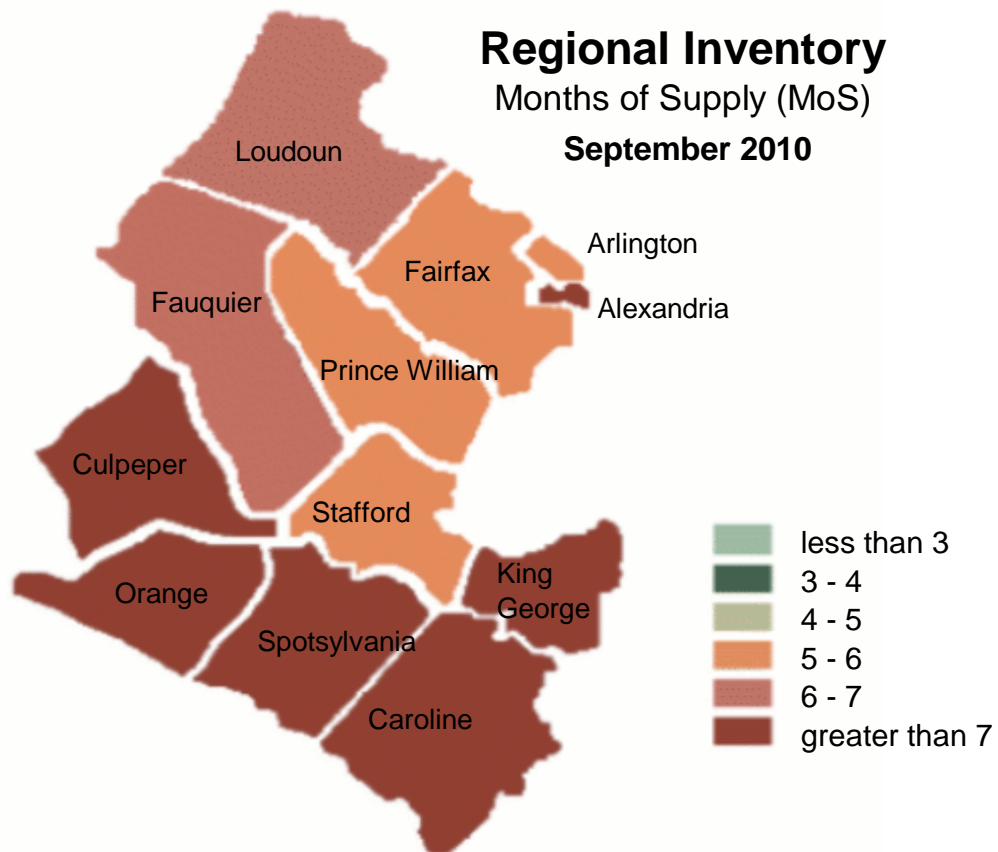 Regional Inventory
Months of Supply (MoS)
September 2010
Loudoun
Arlington
Fairfax
Alexandria
Fauquier
Prince William
Culpeper
Stafford
King
George
Orange
Spotsylvania
Caroline
less than 3
3 - 4
4 - 5
5 - 6
6 - 7
greater than 7